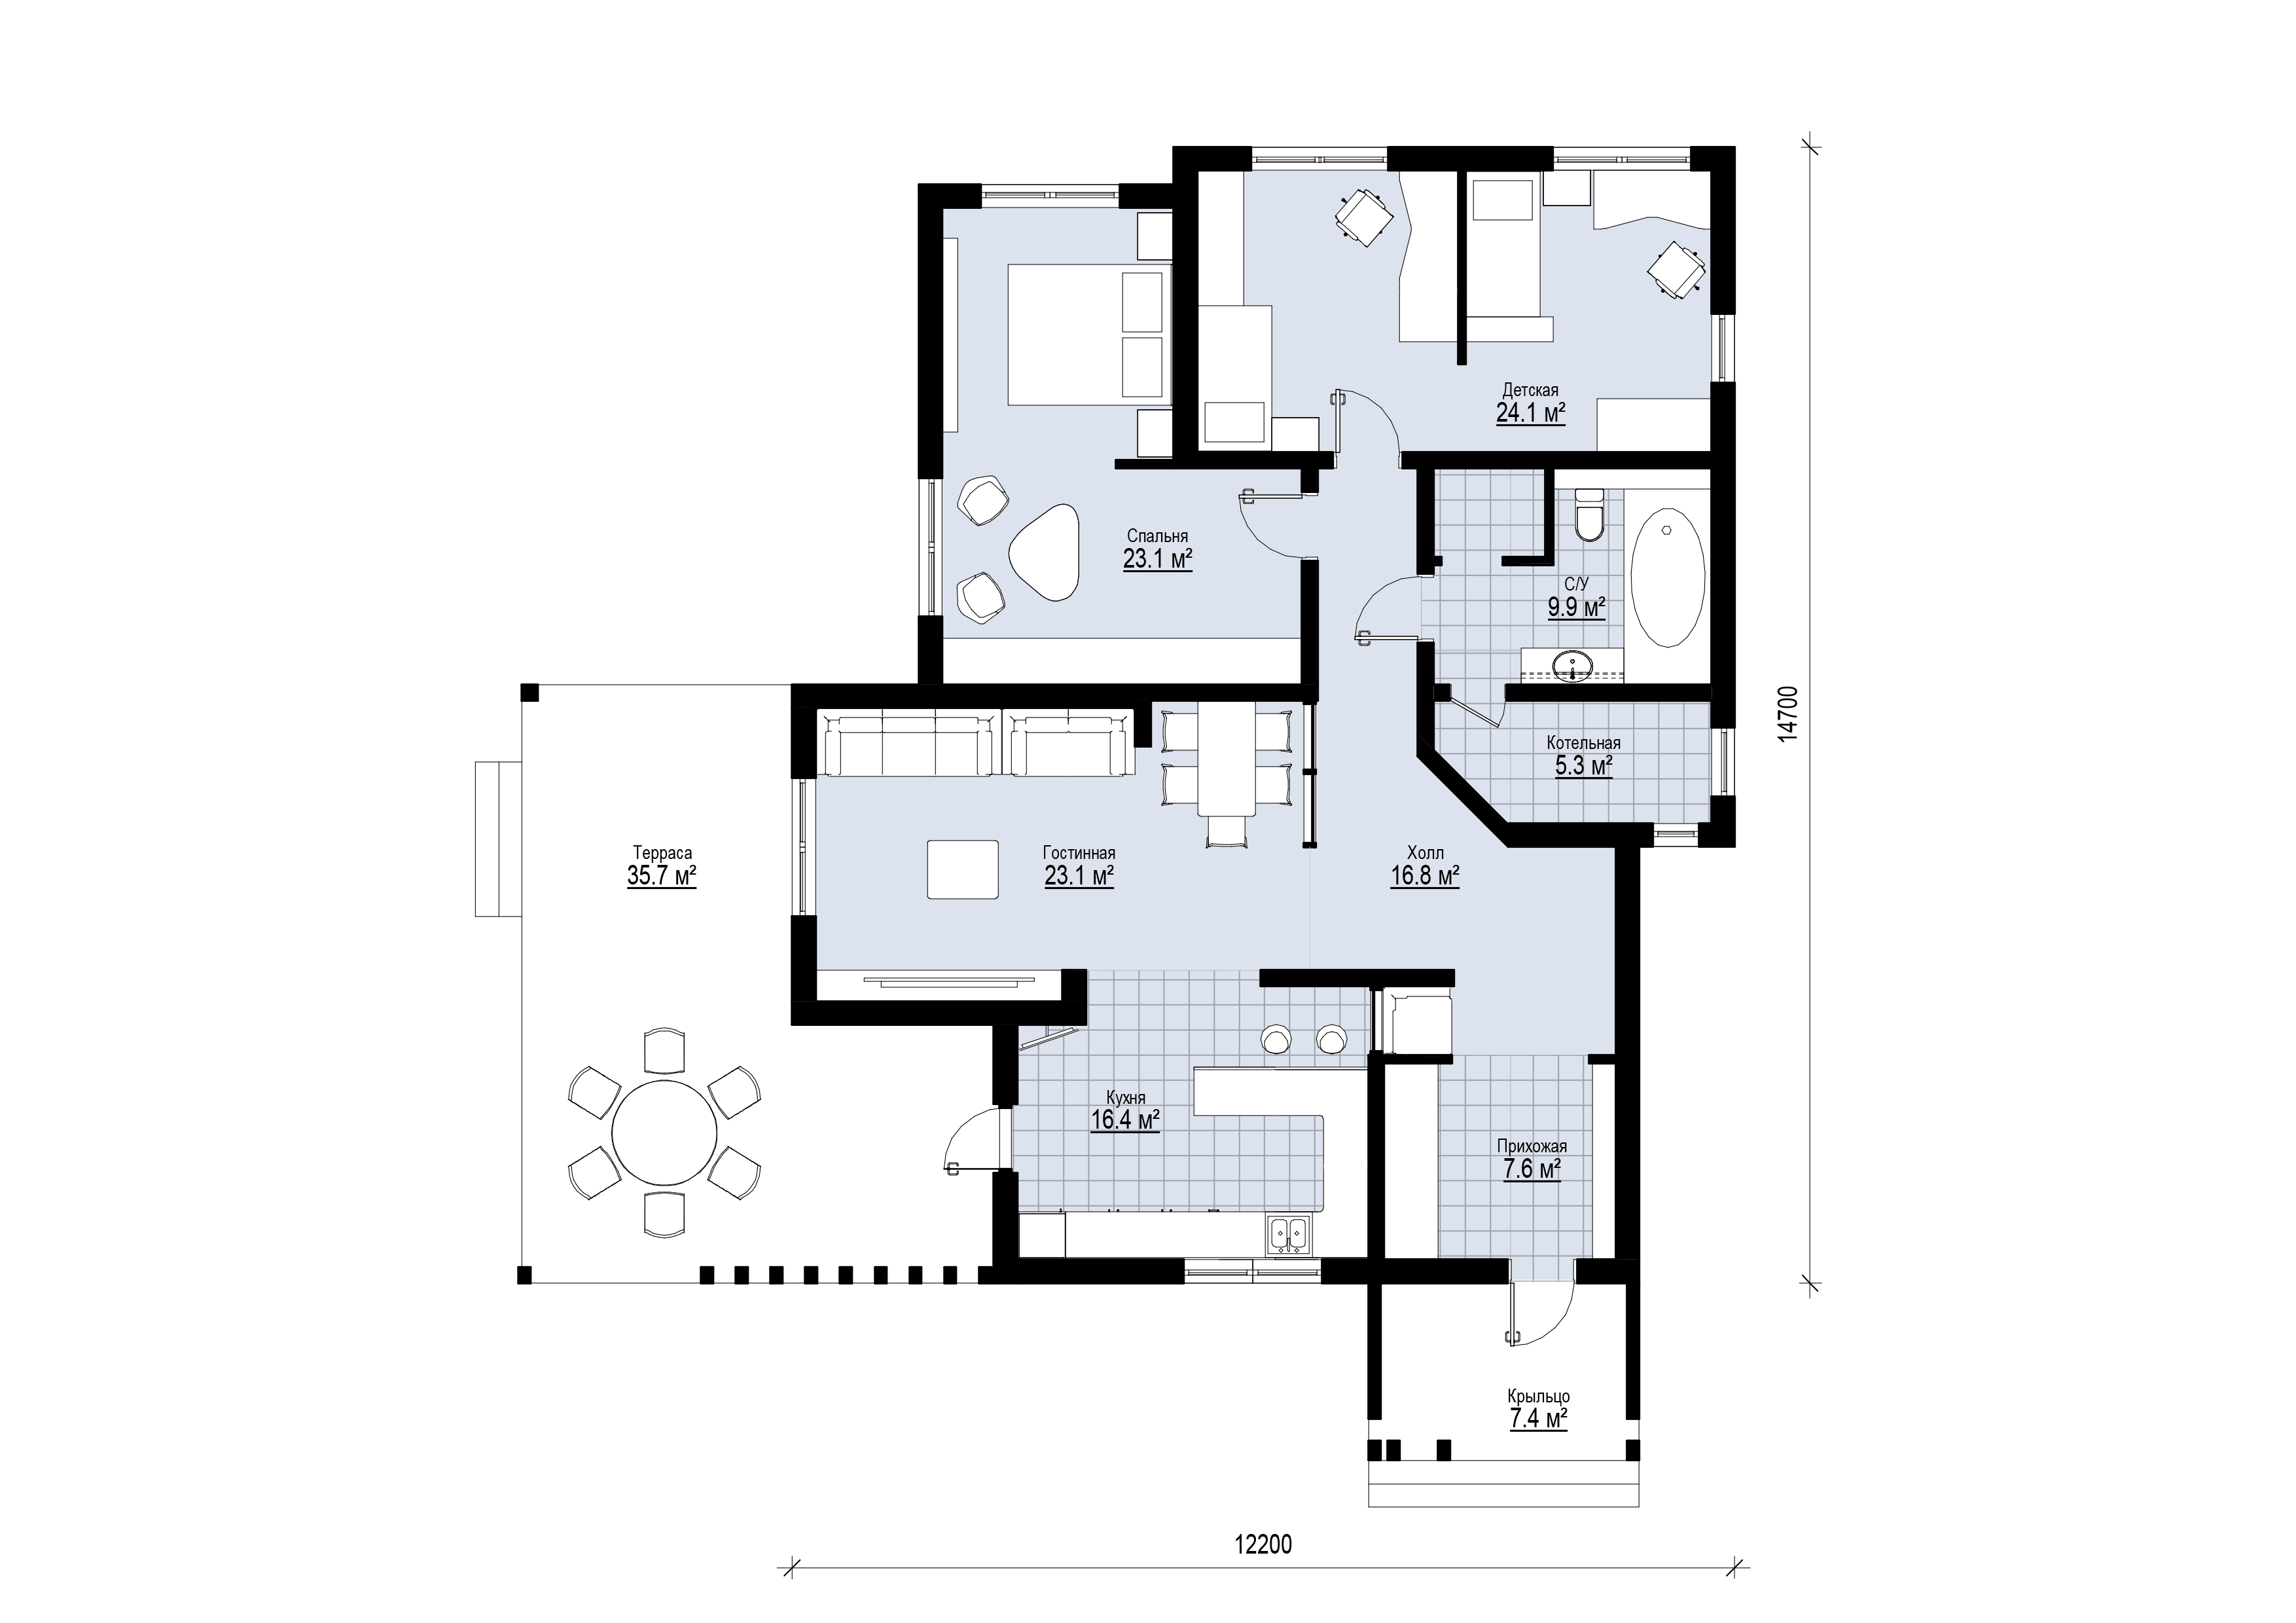 Детская
24.1 м²
Спальня
23.1 м²
С/У
9.9 м²
Котельная
5.3 м²
14700
Терраса
35.7 м²
Гостинная
23.1 м²
Холл
16.8 м²
Кухня
16.4 м²
Прихожая
7.6 м²
Крыльцо
7.4 м²
12200